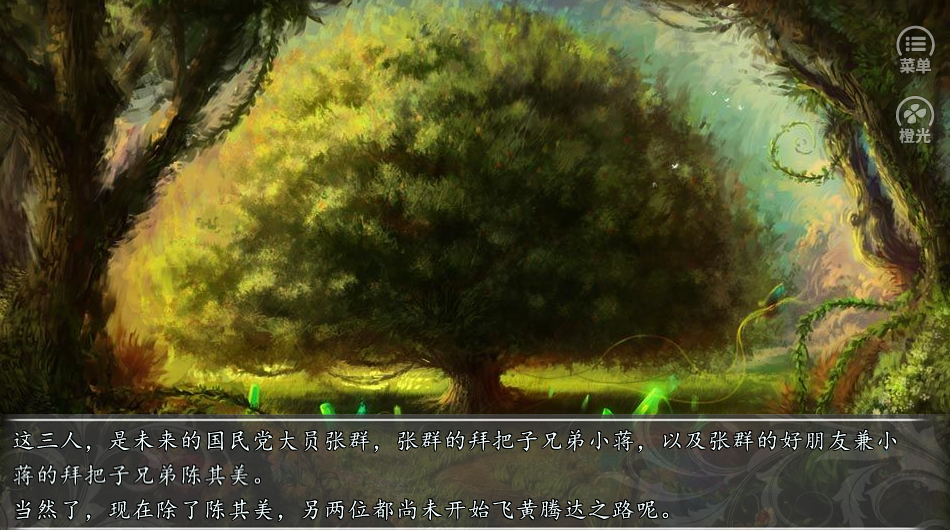 菜单
橙光
这三人，是未来的国民党大员张群，张群的拜把子兄弟小蒋，以及张群的好朋友兼小
蒋的拜把子兄弟陈其美。
当然了，现在除了陈其美，另两位都尚未开始飞黄腾达之路呢。